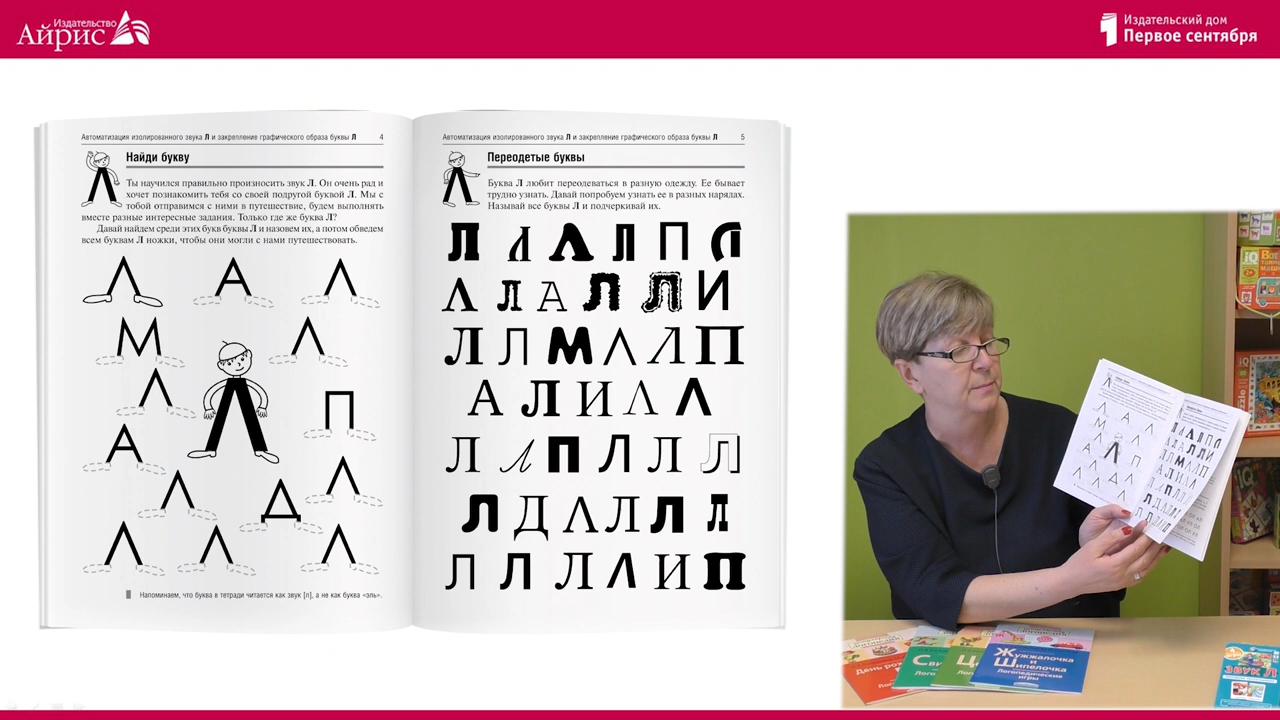 Издательство
Айрис
Издательский дом
Первое сентября
Автоматизация изолированного звука Л и закрепление графического образа буквы Л 4
Найди букву
Ты научился правильно произносить звук Л. Он очень рад и
хочет познакомить тебя со своей подругой буквой Л. Мы с
тобой отправимся с ними в путешествие, будем выполнять
вместе разные интересные задания. Только где же буква Л?
Давай найдем среди этих букв буквы Л и назовем их, а потом обведем
всем буквам Л ножки, чтобы они могли с нами путешествовать.
Л А Л
М Л
Л П
А Л
Л Д
Л Л Л
Напоминаем, что буква в тетради читается как звук [л], а не как буква «эль».
Автоматизация изолированного звука Л и закрепление графического образа буквы Л 5
Переодетые буквы
Буква Л любит переодеваться в разную одежду. Ее бывает
трудно узнать. Давай попробуем узнать ее в разных нарядах.
Называй все буквы Л и подчеркивай их.
Л Л Л Л П Л
Л Л А Л Л И
Л Л М Л Л П
А Л И Л Л
Л Л П Л Л Л
Л Д Л Л Л Л
Л Л Л Л И П
День
Жужжалочка
и Шипелочка
Логопедические
игры
ЗВУК Л